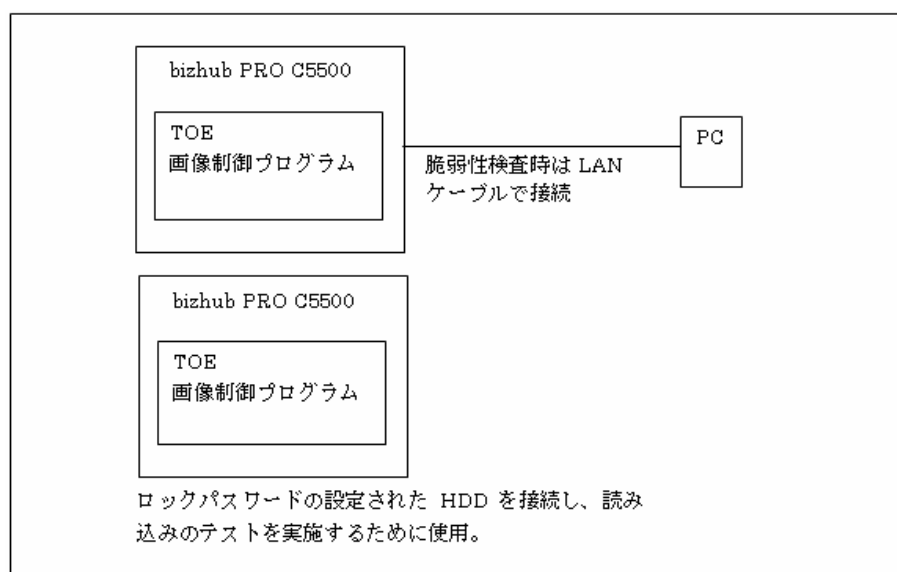 bizhub PRO C5500
TOE
画像制御プログラム
PC
脆弱性検査時は LAN
ケーブルで接続
bizhub PRO C5500
TOE
画像制御プログラム
ロックパスワードの設定された HDD を接続し、読み
込みのテストを実施するために使用。